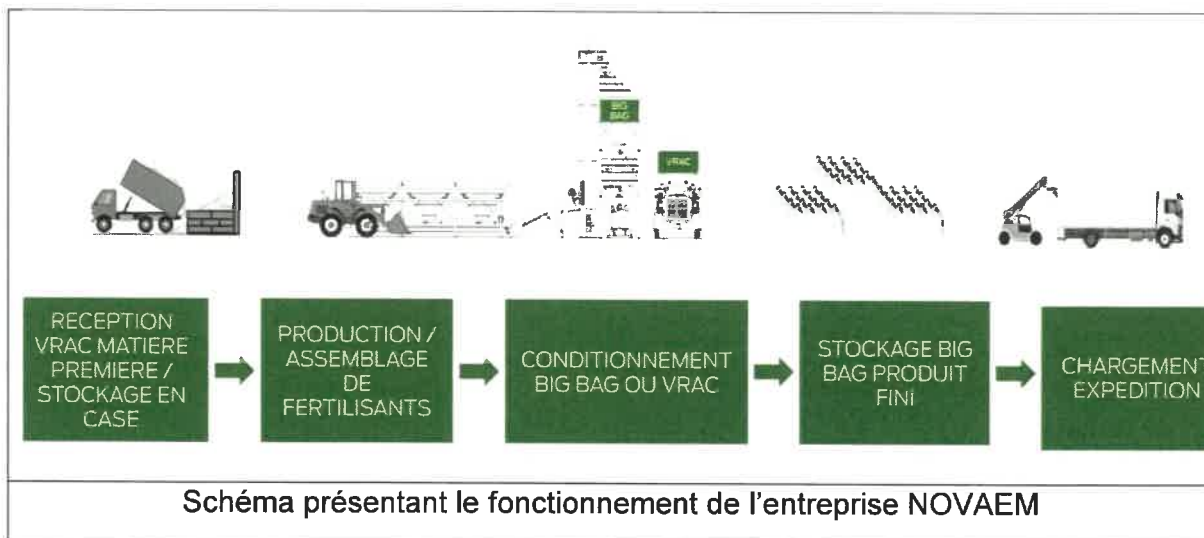 BIG
BAG
VRAC
RECEPTION
VRAC MATIERE
PREMIERE /
STOCKAGE EN
CASE
PRODUCTION /
ASSEMBLAGE
DE
FERTILISANTS
CONDITIONNEMENT
BIG BAG OU VRAC
STOCKAGE BIG
BAG PRODUIT
FINI
CHARGEMENT
EXPEDITION
Schéma présentant le fonctionnement de l'entreprise NOVAEM